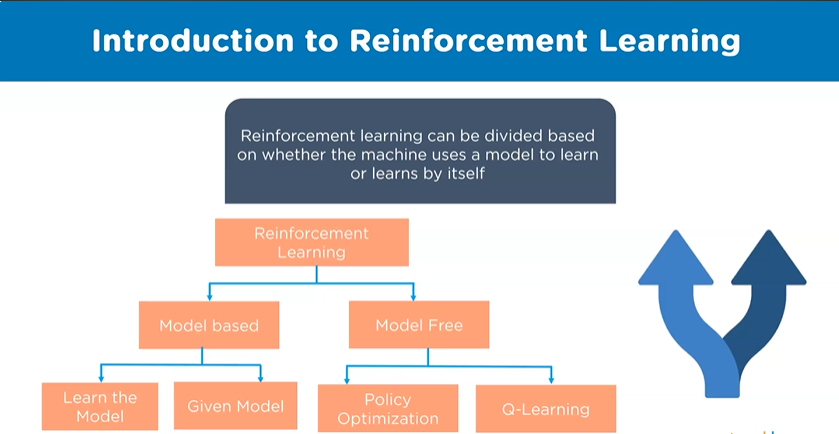 Introduction to Reinforcement Learning
Reinforcement learning can be divided based
on whether the machine uses a model to learn
or learns by itself
Reinforcement
Learning
Model based
Model Free
Learn the
Model
Given Model
Policy
Optimization
Q-Learning